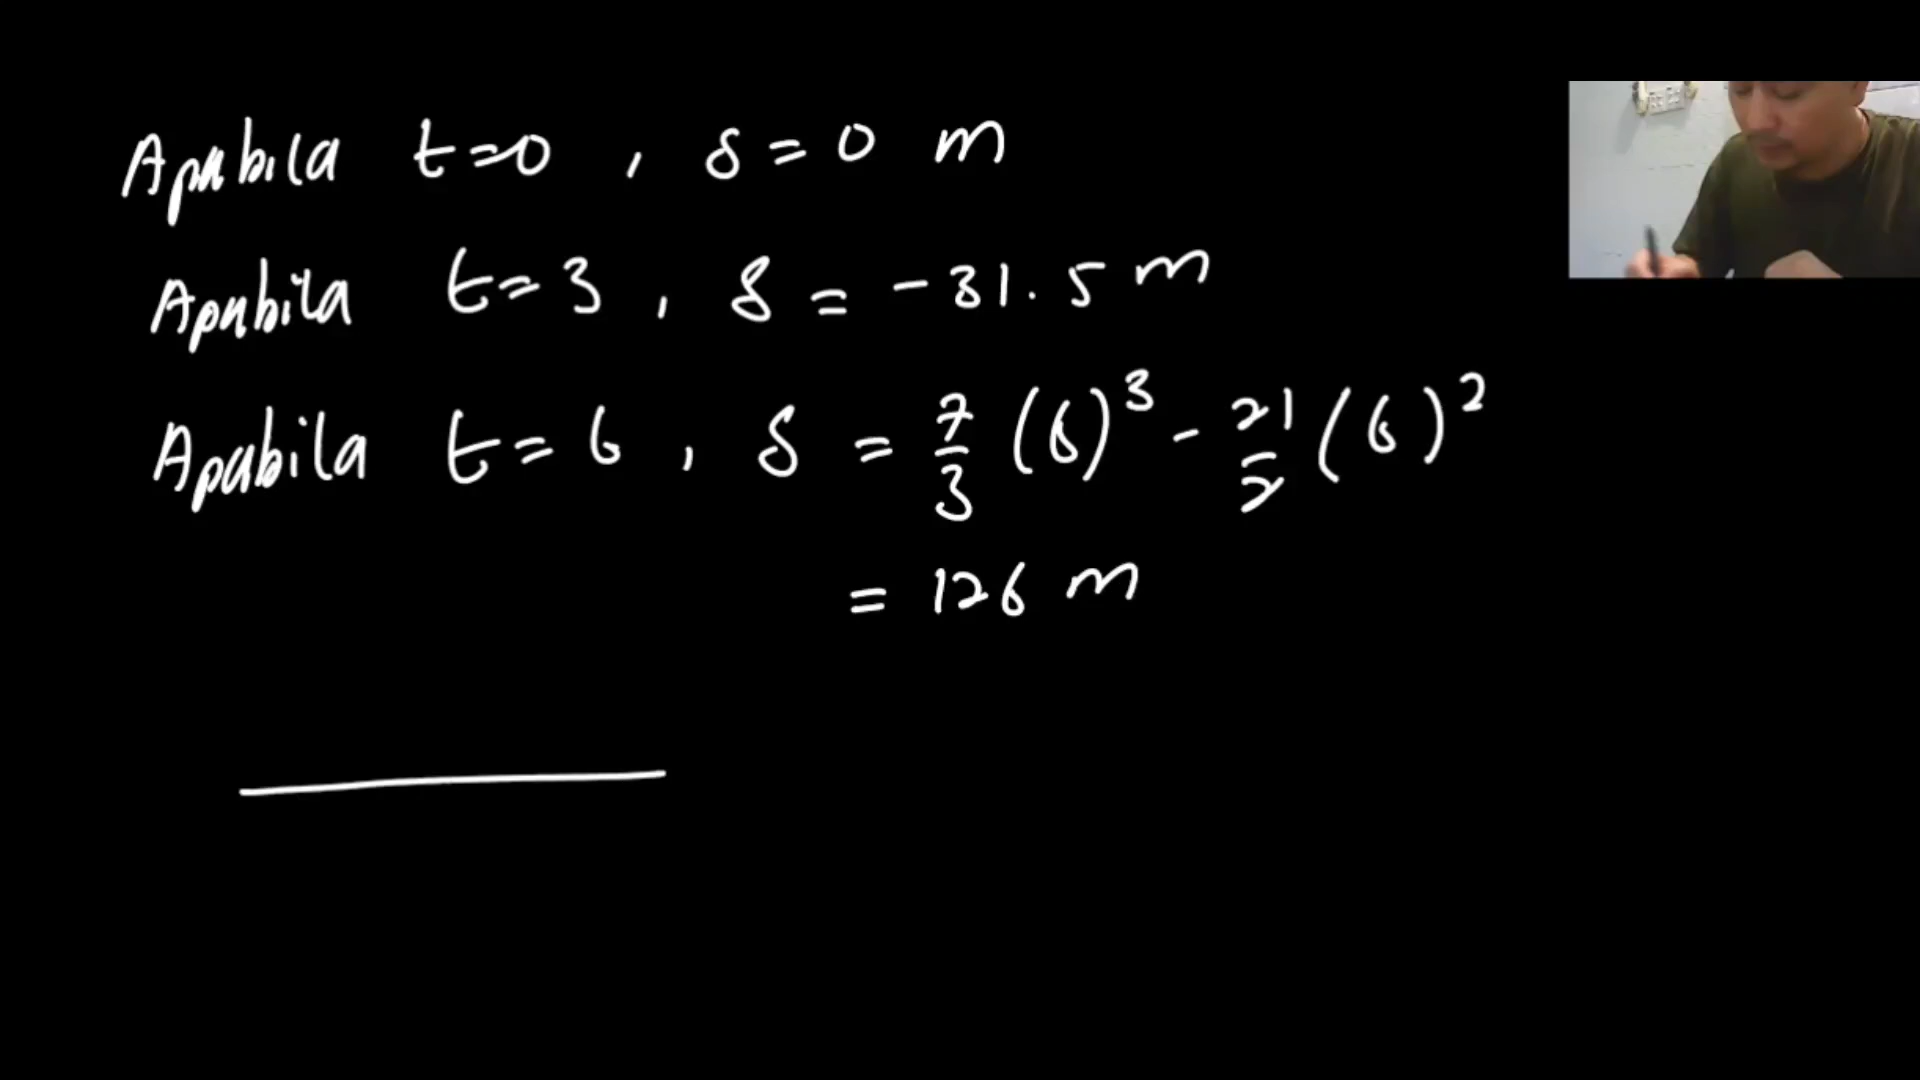 Apabila t=0 , s = 0 m
Apabila t=3 , s = -31.5 m
Apabila t=6 , s = 7/3 (6)³ - 21/2 (6)²
= 126 m